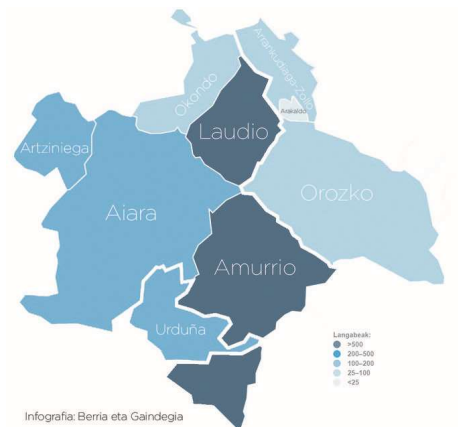 Okondo
Arrankudiaga-Zollo
Arakaldo
Laudio
Artziniega
Orozko
Aiara
Amurrio
Urduña
Langabeak:
>500
200–500
100–200
25–100
<25
Infografia: Berria eta Gaindegia